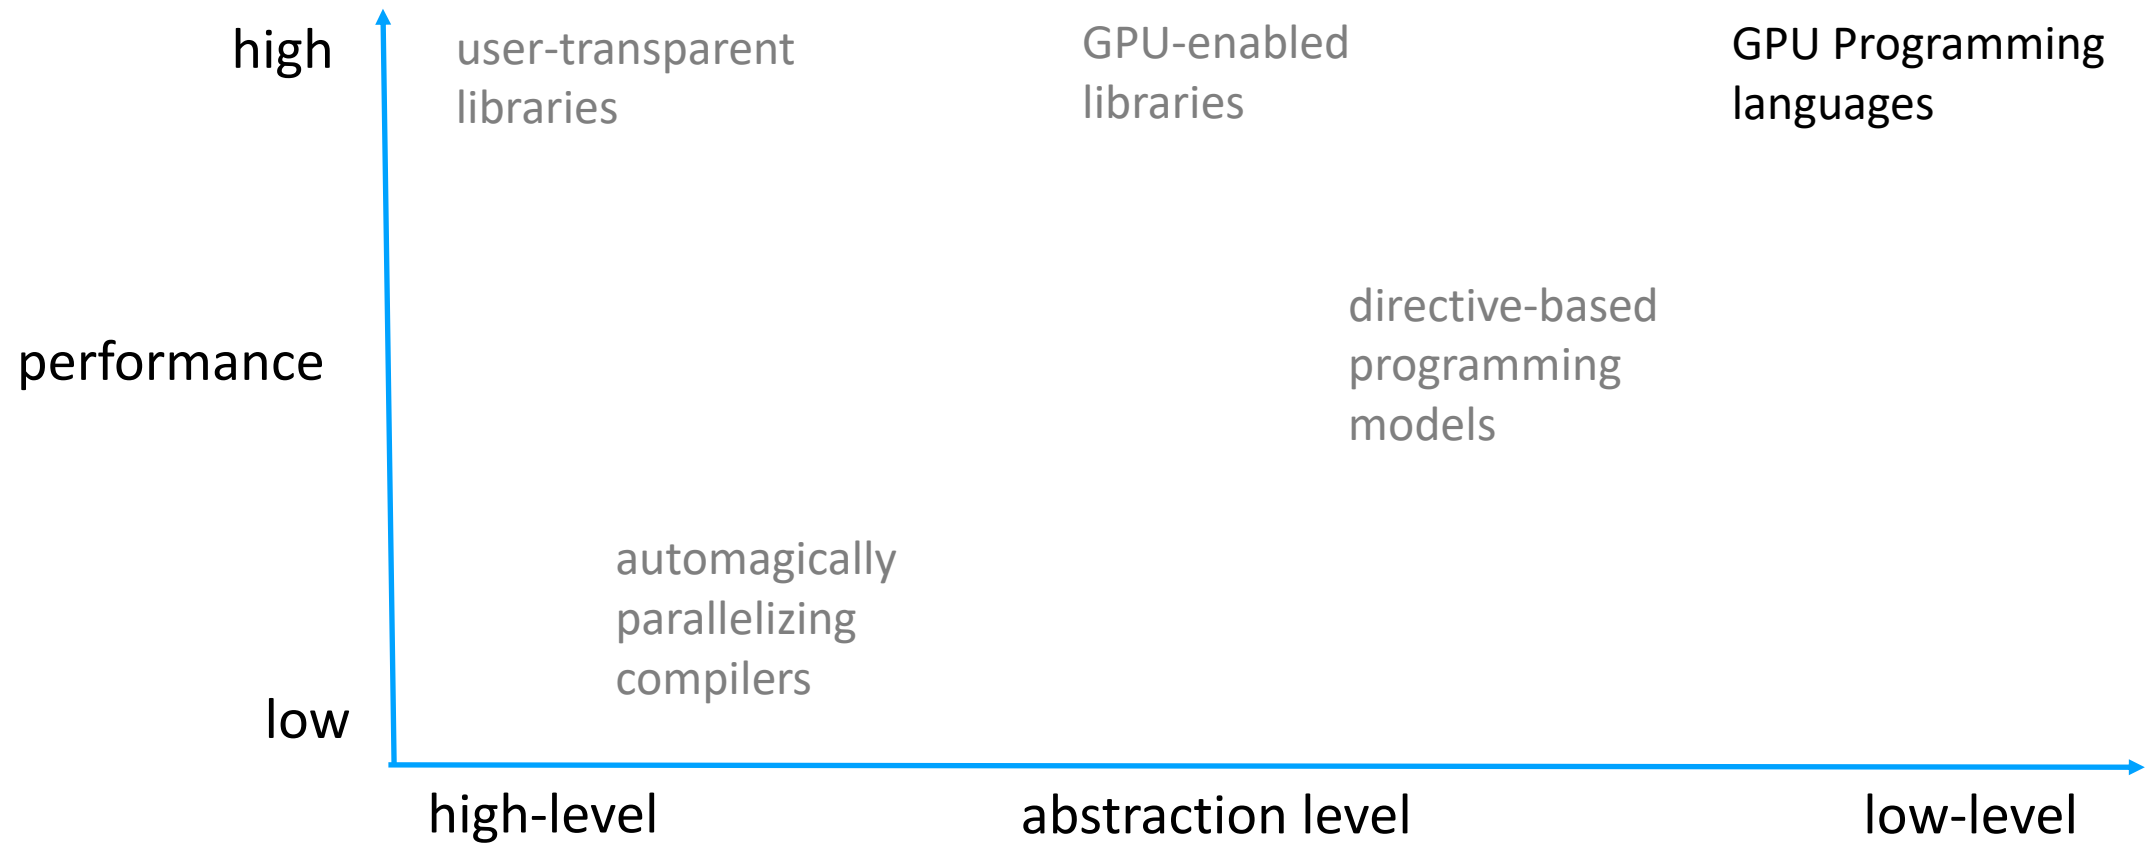 high
user-transparent
libraries
GPU-enabled
libraries
GPU Programming
languages
performance
directive-based
programming
models
automagically
parallelizing
compilers
low
high-level
abstraction level
low-level